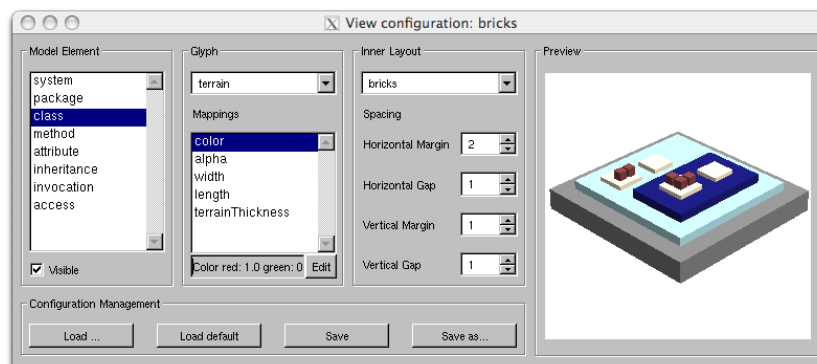 View configuration: bricks
Model Element
system
package
class
method
attribute
inheritance
invocation
access
Visible
Glyph
terrain
Mappings
color
alpha
width
length
terrainThickness
Color red: 1.0 green: 0
Edit
Inner Layout
bricks
Spacing
Horizontal Margin 2
Horizontal Gap 1
Vertical Margin 1
Vertical Gap 1
Preview
Configuration Management
Load ...
Load default
Save
Save as...